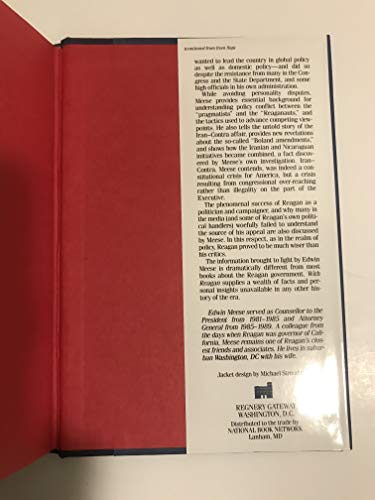 (continued from front flap)
wanted to lead the country in global policy
as well as domestic policy—and did so
despite the resistance from many in the Con-
gress and the State Department, and some
high officials in his own administration.
While avoiding personality disputes,
Meese provides essential background for
understanding policy conflict between the
"pragmatists" and the "Reaganauts," and
the tactics used to advance competing view-
points. He also tells the untold story of the
Iran-Contra affair, provides new revelations
about the so-called "Boland amendments,"
and shows how the Iranian and Nicaraguan
initiatives became combined, a fact discov-
ered by Meese's own investigation. Iran-
Contra, Meese contends, was indeed a con-
stitutional crisis for America, but a crisis
resulting from congressional over-reaching
rather than illegality on the part of the
Executive.
The phenomenal success of Reagan as a
politician and campaigner, and why many in
the media (and some of Reagan's own politi-
cal handlers) woefully failed to understand
the source of his appeal are also discussed
by Meese. In this respect, as in the realm of
policy, Reagan proved to be much wiser than
his critics.
The information brought to light by Edwin
Meese is dramatically different from most
books about the Reagan government. With
Reagan supplies a wealth of facts and per-
sonal insights unavailable in any other his-
tory of the era.
Edwin Meese served as Counsellor to the
President from 1981-1985 and Attorney
General from 1985-1989. A colleague from
the days when Reagan was governor of Cali-
fornia, Meese remains one of Reagan's clos-
est friends and associates. He lives in subur-
ban Washington, DC with his wife.
Jacket design by Michael
REGNERY GATEWAY
WASHINGTON, D.C.
Distributed to the trade by
NATIONAL BOOK NETWORK
Lanham, MD